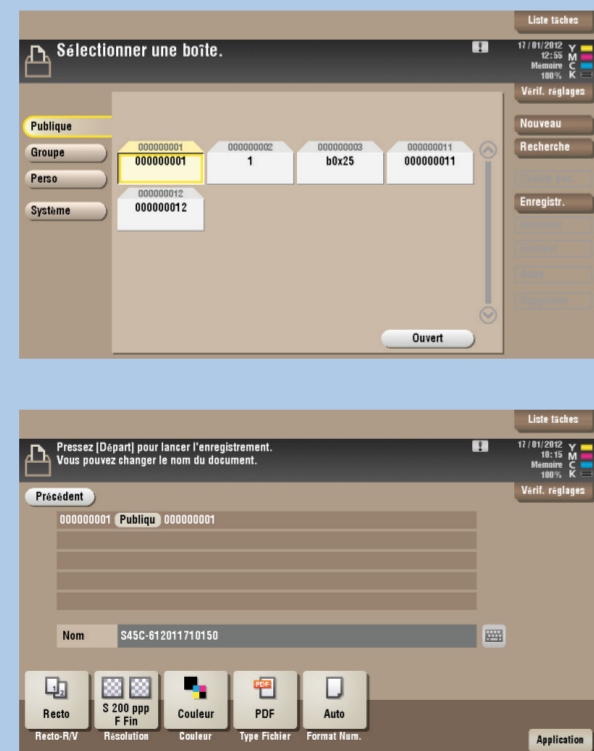 Liste tâches
Sélectionner une boîte.
17/01/2012
12:55
Mémoire
100%
Y
M
C
K
Vérif. réglages
Publique
Groupe
Perso
Système
000000001
000000001
000000002
1
000000003
b0x25
000000011
000000011
000000012
000000012
Nouveau
Recherche
Enregistr.
Ouvert
Liste tâches
Pressez [Départ] pour lancer l'enregistrement.
Vous pouvez changer le nom du document.
17/01/2012
10:15
Mémoire
100%
Y
M
C
K
Vérif. réglages
Précédent
000000001 Publiqu 000000001
Nom S45C-612011710150
Recto
S 200 ppp
F Fin
Couleur
PDF
PDF
Auto
Recto-R/V
Résolution
Couleur
Type Fichier
Format Num.
Application